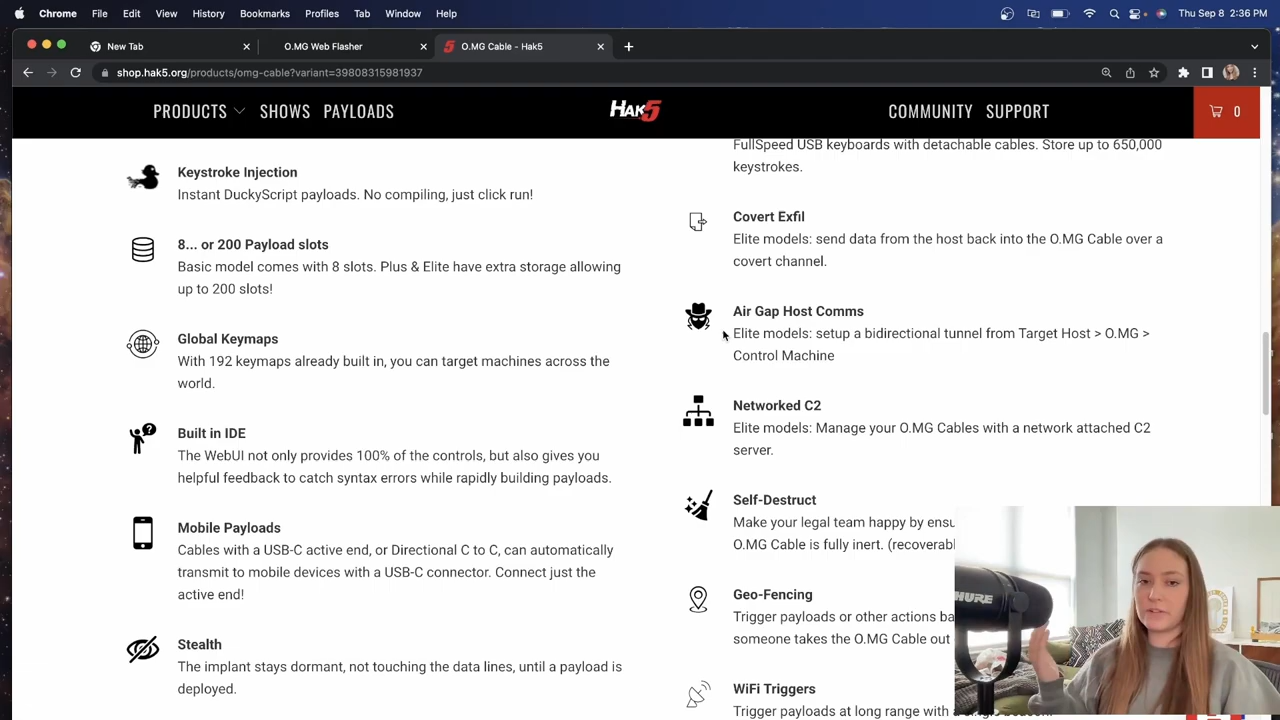 Chrome File Edit View History Bookmarks Profiles Tab Window Help Thu Sep 8 2:36 PM
New Tab O.MG Web Flasher O.MG Cable - Hak5
shop.hak5.org/products/omg-cable?variant=39808315981937
PRODUCTS SHOWS PAYLOADS HAK5 COMMUNITY SUPPORT 0
Keystroke Injection
Instant DuckyScript payloads. No compiling, just click run!
8... or 200 Payload slots
Basic model comes with 8 slots. Plus & Elite have extra storage allowing
up to 200 slots!
Global Keymaps
With 192 keymaps already built in, you can target machines across the
world.
Built in IDE
The WebUI not only provides 100% of the controls, but also gives you
helpful feedback to catch syntax errors while rapidly building payloads.
Mobile Payloads
Cables with a USB-C active end, or Directional C to C, can automatically
transmit to mobile devices with a USB-C connector. Connect just the
active end!
Stealth
The implant stays dormant, not touching the data lines, until a payload is
deployed.
FullSpeed USB keyboards with detachable cables. Store up to 650,000
keystrokes.
Covert Exfil
Elite models: send data from the host back into the O.MG Cable over a
covert channel.
Air Gap Host Comms
Elite models: setup a bidirectional tunnel from Target Host > O.MG >
Control Machine
Networked C2
Elite models: Manage your O.MG Cables with a network attached C2
server.
Self-Destruct
Make your legal team happy by ensu
O.MG Cable is fully inert. (recoverabl
Geo-Fencing
Trigger payloads or other actions ba
someone takes the O.MG Cable out
WiFi Triggers
Trigger payloads at long range with a
SHURE